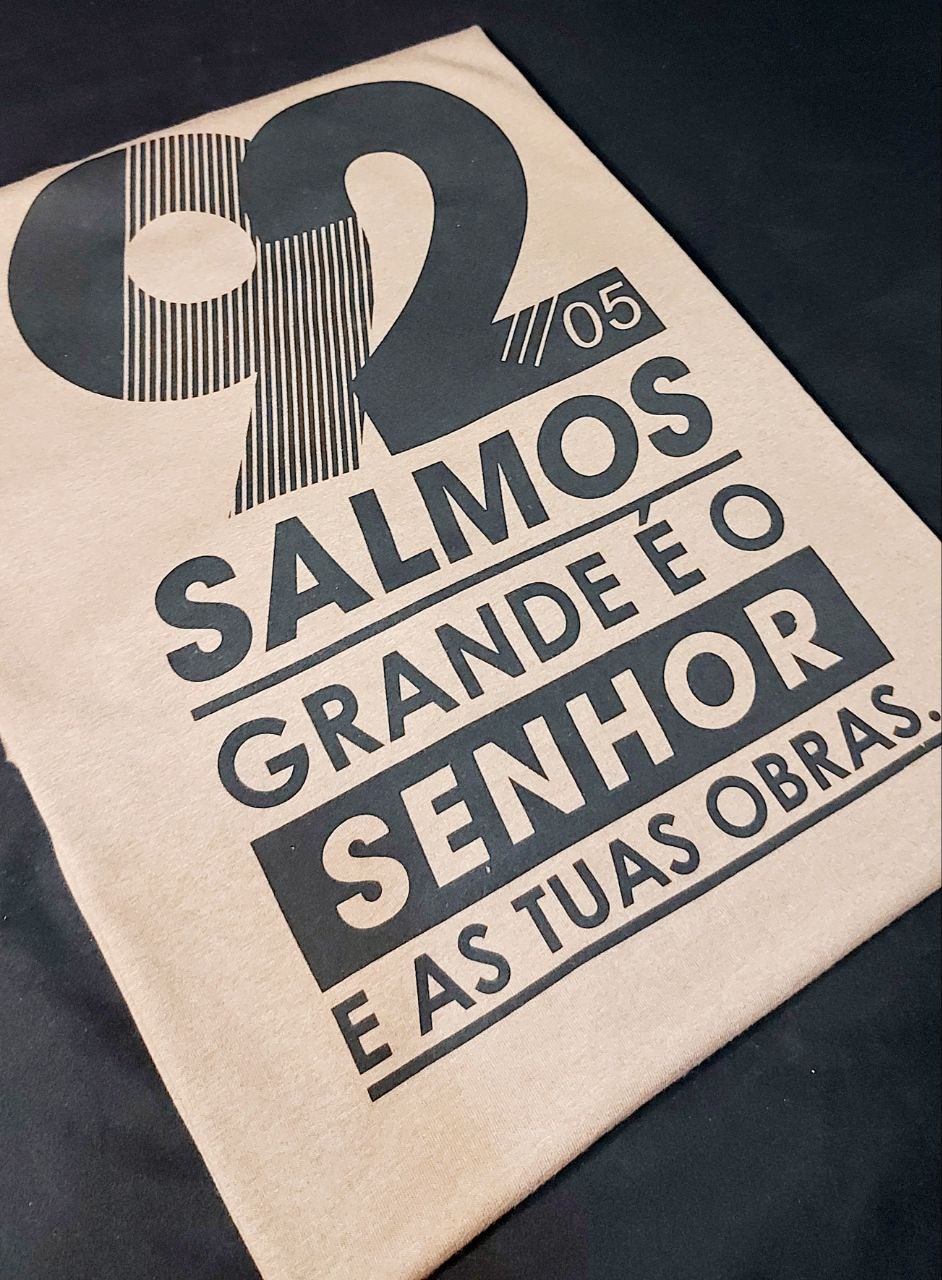 92
///05
SALMOS
GRANDE É O
SENHOR
E AS TUAS OBRAS.